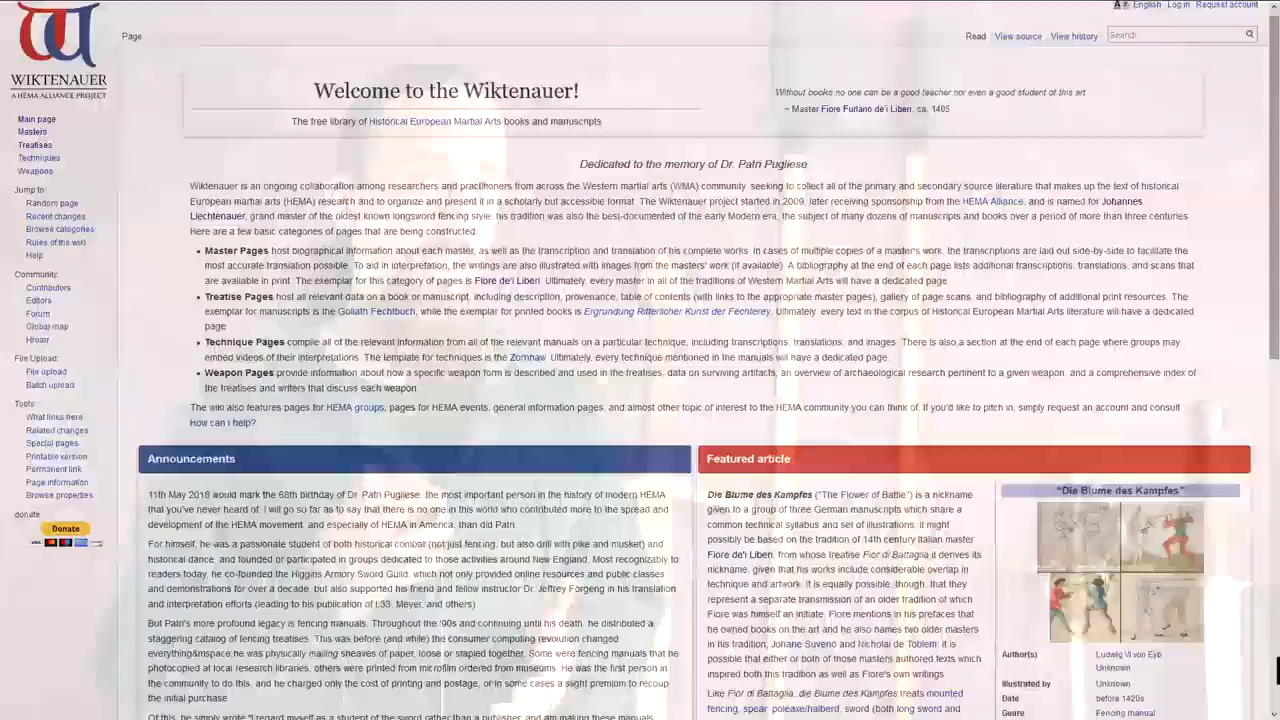 English Log in Request account
WIKTENAUER
A HEMA ALLIANCE PROJECT
Page
Read View source View history
Search
Main page
Masters
Treatises
Techniques
Weapons
Jump to:
Random page
Recent changes
Browse categories
Rules of the wiki
Help
Community:
Contributors
Editors
Forum
Global map
Hroarr
File Upload:
File upload
Batch upload
Tools:
What links here
Related changes
Special pages
Printable version
Permanent link
Page information
Browse properties
donate
Donate
Welcome to the Wiktenauer!
The free library of Historical European Martial Arts books and manuscripts
Without books no one can be a good teacher nor even a good student of this art
~ Master Fiore Furlano de'i Liberi, ca. 1405
Dedicated to the memory of Dr. Patri Pugliese
Wiktenauer is an ongoing collaboration among researchers and practitioners from across the Western martial arts (WMA) community seeking to collect all of the primary and secondary source literature that makes up the text of historical
European martial arts (HEMA) research and to organize and present it in a scholarly but accessible format. The Wiktenauer project started in 2009, later receiving sponsorship from the HEMA Alliance, and is named for Johannes
Liechtenauer, grand master of the oldest known longsword fencing style; his tradition was also the best-documented of the early Modern era, the subject of many dozens of manuscripts and books over a period of more than three centuries.
Here are a few basic categories of pages that are being constructed:
• Master Pages host biographical information about each master, as well as the transcription and translation of his complete works. In cases of multiple copies of a master's work, the transcriptions are laid out side-by-side to facilitate the
most accurate translation possible. To aid in interpretation, the writings are also illustrated with images from the masters' work (if available). A bibliography at the end of each page lists additional transcriptions, translations, and scans that
are available in print. The exemplar for this category of pages is Fiore de'i Liberi. Ultimately, every master in all of the traditions of Western Martial Arts will have a dedicated page.
• Treatise Pages host all relevant data on a book or manuscript, including description, provenance, table of contents (with links to the appropriate master pages), gallery of page scans, and bibliography of additional print resources. The
exemplar for manuscripts is the Goliath Fechtbuch, while the exemplar for printed books is Ergrundung Ritterlicher Kunst der Fechterey. Ultimately every text in the corpus of Historical European Martial Arts literature will have a dedicated
page
• Technique Pages compile all of the relevant information from all of the relevant manuals on a particular technique, including transcriptions, translations, and images. There is also a section at the end of each page where groups may
embed videos of their interpretations. The template for techniques is the Zornhaw. Ultimately, every technique mentioned in the manuals will have a dedicated page.
• Weapon Pages provide information about how a specific weapon form is described and used in the treatises, data on surviving artifacts, an overview of archaeological research pertinent to a given weapon, and a comprehensive index of
the treatises and writers that discuss each weapon.
The wiki also features pages for HEMA groups, pages for HEMA events, general information pages, and almost other topic of interest to the HEMA community you can think of. If you'd like to pitch in, simply request an account and consult
How can I help?
Announcements
11th May 2018 would mark the 68th birthday of Dr. Patri Pugliese, the most important person in the history of modern HEMA
that you've never heard of. I will go so far as to say that there is no one in this world who contributed more to the spread and
development of the HEMA movement, and especially of HEMA in America, than did Patri.
For himself, he was a passionate student of both historical combat (not just fencing, but also drill with pike and musket) and
historical dance, and founded or participated in groups dedicated to those activities around New England. Most recognizably to
readers today, he co-founded the Higgins Armory Sword Guild, which not only provided online resources and public classes
and demonstrations for over a decade, but also supported his friend and fellow instructor Dr. Jeffrey Forgeng in his translation
and interpretation efforts (leading to his publication of I.33, Meyer, and others)
But Patri's more profound legacy is fencing manuals. Throughout the '90s and continuing until his death, he distributed a
staggering catalog of fencing treatises. This was before (and while) the consumer computing revolution changed
everything&mspace;he was physically mailing sheaves of paper, loose or stapled together. Some were fencing manuals that he
photocopied at local research libraries, others were printed from microfilm ordered from museums. He was the first person in
the community to do this, and he charged only the cost of printing and postage, or in some cases a slight premium to recoup
the initial purchase
Of this, he simply wrote "I regard myself as a student of the sword rather than a publisher, and am making these manuals
Featured article
Die Blume des Kampfes ("The Flower of Battle") is a nickname
given to a group of three German manuscripts which share a
common technical syllabus and set of illustrations. It might
possibly be based on the tradition of 14th century Italian master
Fiore de'i Liberi, from whose treatise Fior di Battaglia it derives its
nickname, given that his works include considerable overlap in
technique and artwork. It is equally possible, though, that they
represent a separate transmission of an older tradition of which
Fiore was himself an initiate. Fiore mentions in his prefaces that
he owned books on the art and he also names two older masters
in his tradition, Johane Suveno and Nicholai de Toblem; it is
possible that either or both of those masters authored texts which
inspired both this tradition as well as Fiore's own writings.
Like Fior di Battaglia, die Blume des Kampfes treats mounted
fencing, spear, poleaxe/halberd, sword (both long sword and
"Die Blume des Kampfes"
Author(s) Ludwig VI von Eyb
Unknown
Illustrated by Unknown
Date before 1420s
Genre Fencing manual